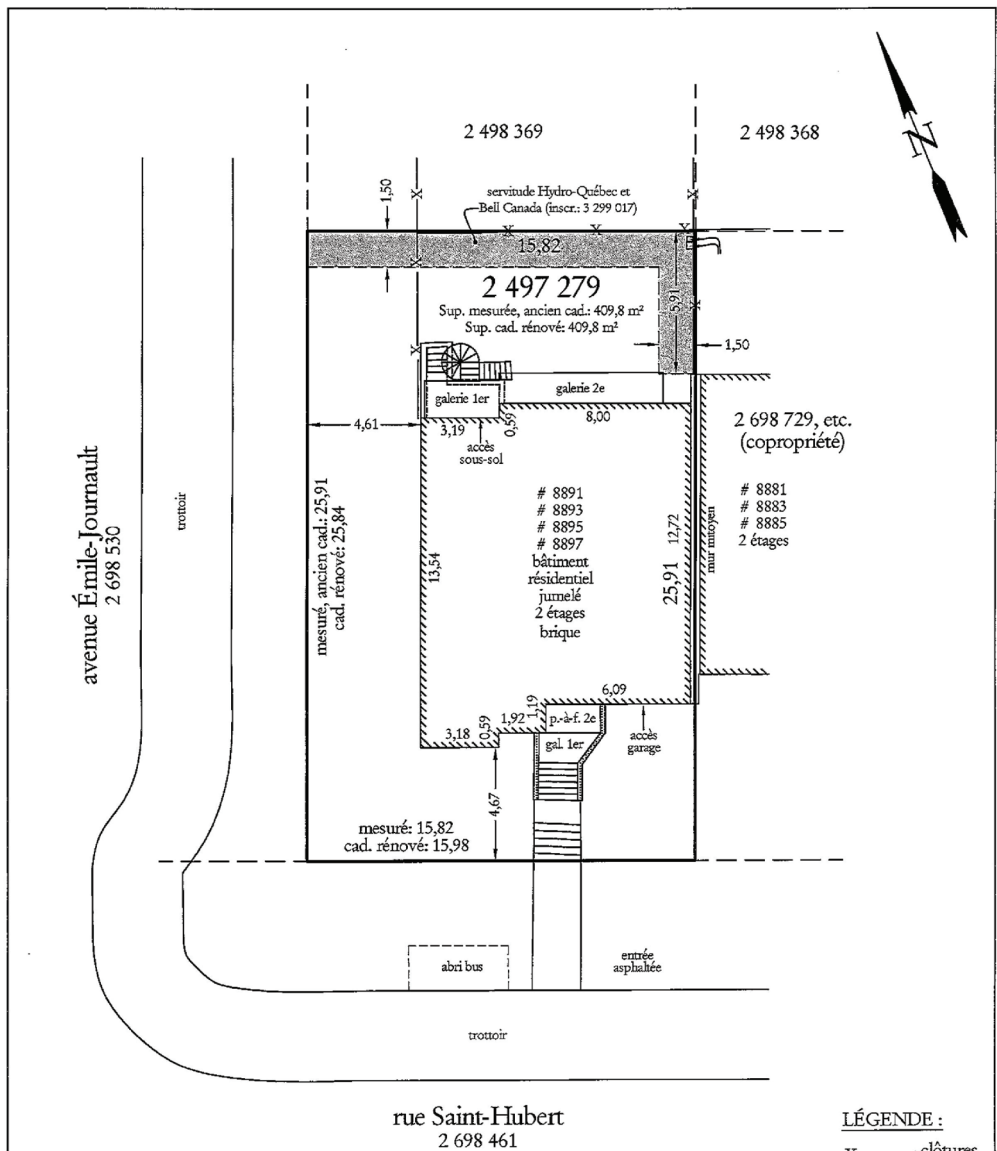 N
2 498 369
2 498 368
1,50
servitude Hydro-Québec et
Bell Canada (inscr.: 3 299 017)
15,82
2 497 279
Sup. mesurée, ancien cad.: 409,8 m²
Sup. cad. rénové: 409,8 m²
5,91
1,50
galerie 1er
galerie 2e
4,61
3,19
0,59
8,00
accès
sous-sol
2 698 729, etc.
(copropriété)
# 8881
# 8883
# 8885
2 étages
avenue Émile-Journault
2 698 530
trottoir
mesuré, ancien cad.: 25,91
cad. rénové: 25,84
13,54
# 8891
# 8893
# 8895
# 8897
bâtiment
résidentiel
jumelé
2 étages
brique
25,91
12,72
mur mitoyen
6,09
3,18
0,59
1,92
1,19
p.-à-f. 2e
gal. 1er
accès
garage
4,67
mesuré: 15,82
cad. rénové: 15,98
abri bus
entrée
asphaltée
trottoir
rue Saint-Hubert
2 698 461
LÉGENDE :
X clôtures